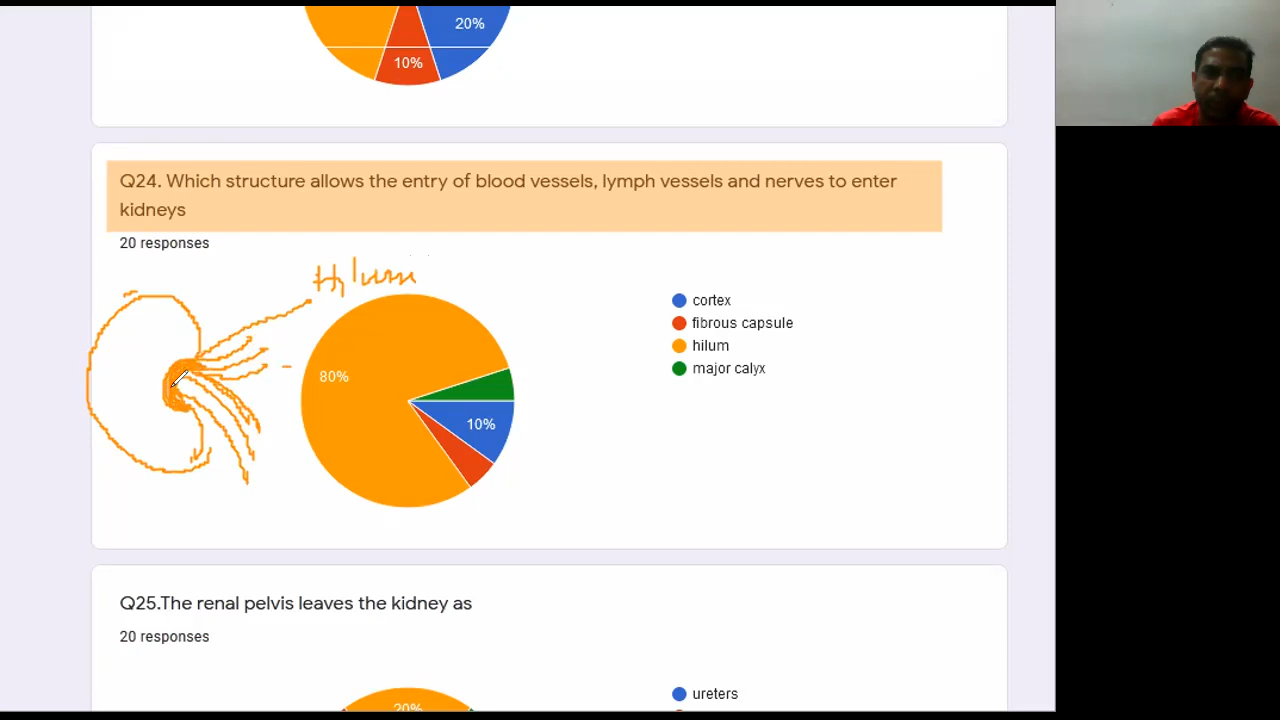 20%
10%
Q24. Which structure allows the entry of blood vessels, lymph vessels and nerves to enter
kidneys
20 responses
Hilum
cortex
fibrous capsule
hilum
major calyx
80%
10%
Q25.The renal pelvis leaves the kidney as
20 responses
ureters
20%